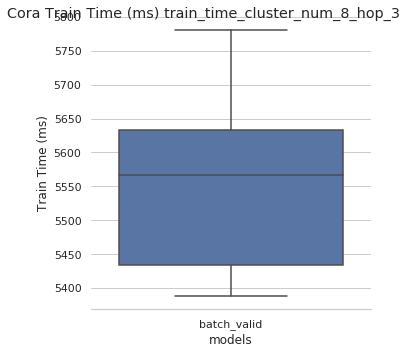 Cora Train Time (ms) train_time_cluster_num_8_hop_3
5800
5750
5700
5650
5600
5550
5500
5450
5400
Train Time (ms)
batch_valid
models